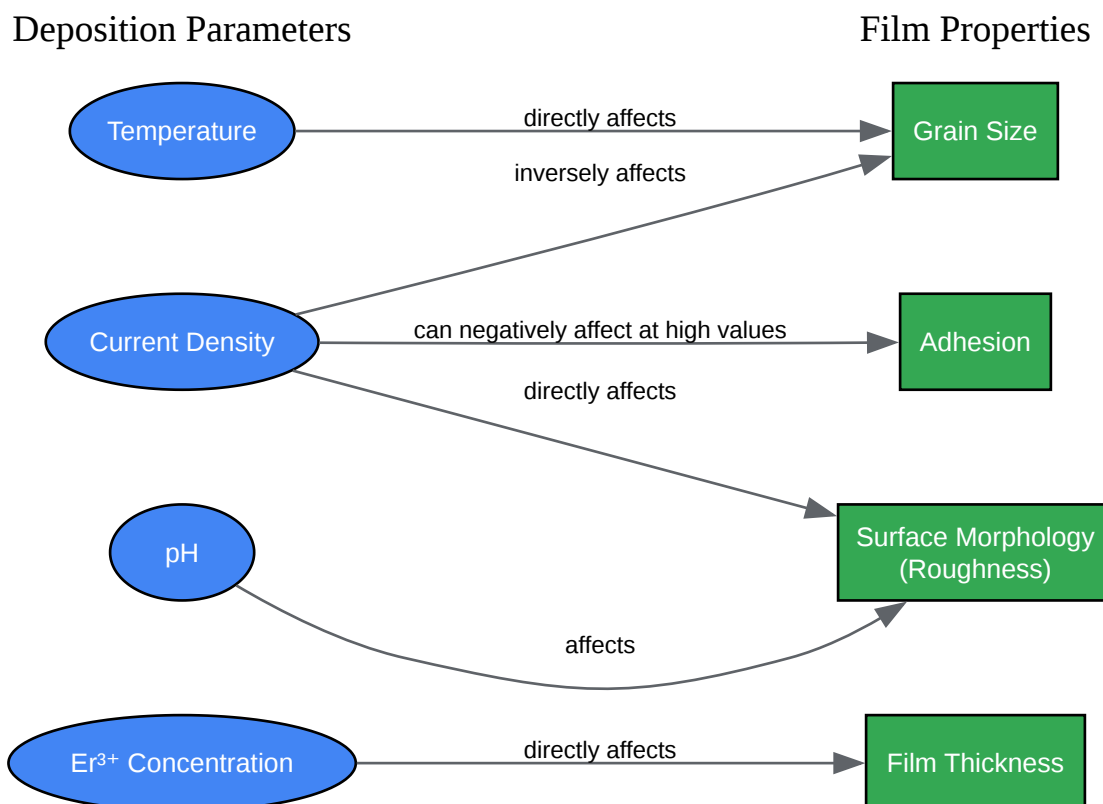 Deposition Parameters
Film Properties
Temperature
directly affects
Grain Size
inversely affects
Current Density
can negatively affect at high values
Adhesion
directly affects
pH
Surface Morphology
(Roughness)
affects
Er³⁺ Concentration
directly affects
Film Thickness